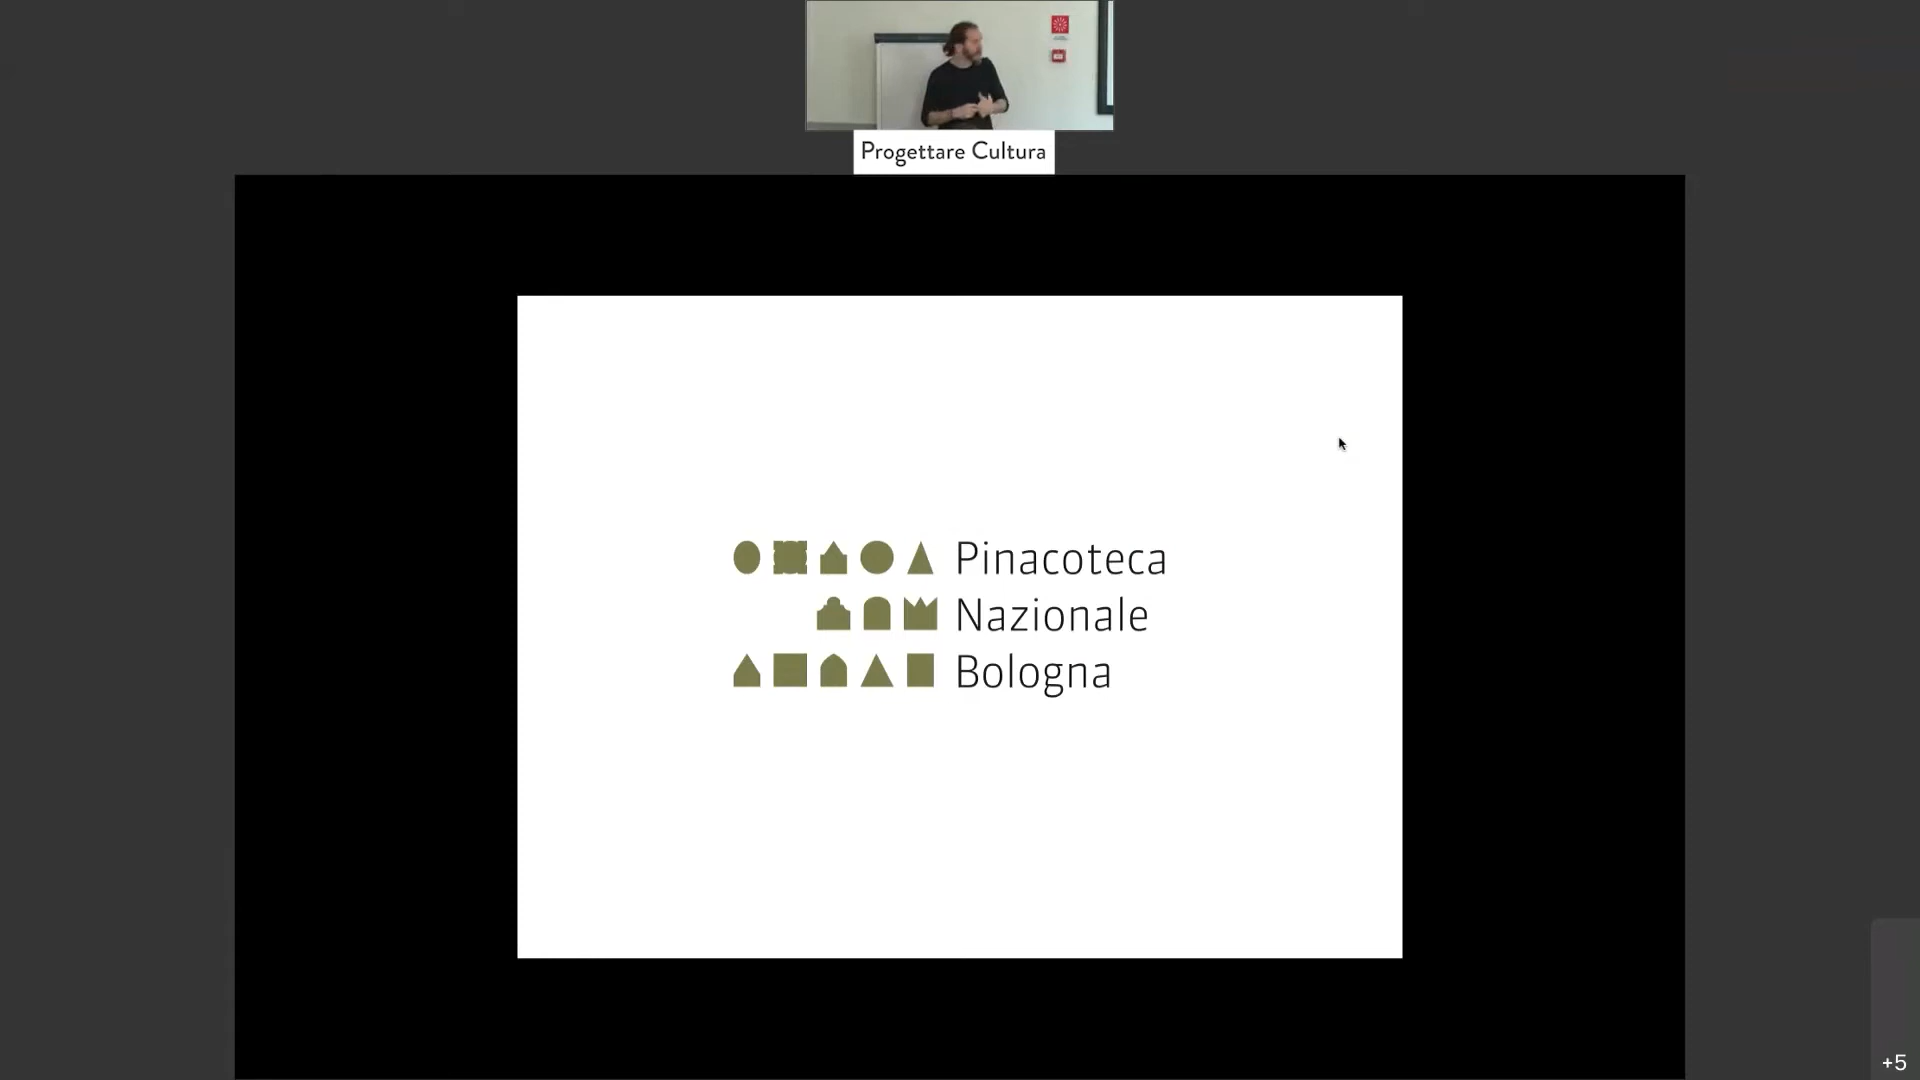 Progettare Cultura
Pinacoteca
Nazionale
Bologna
+5